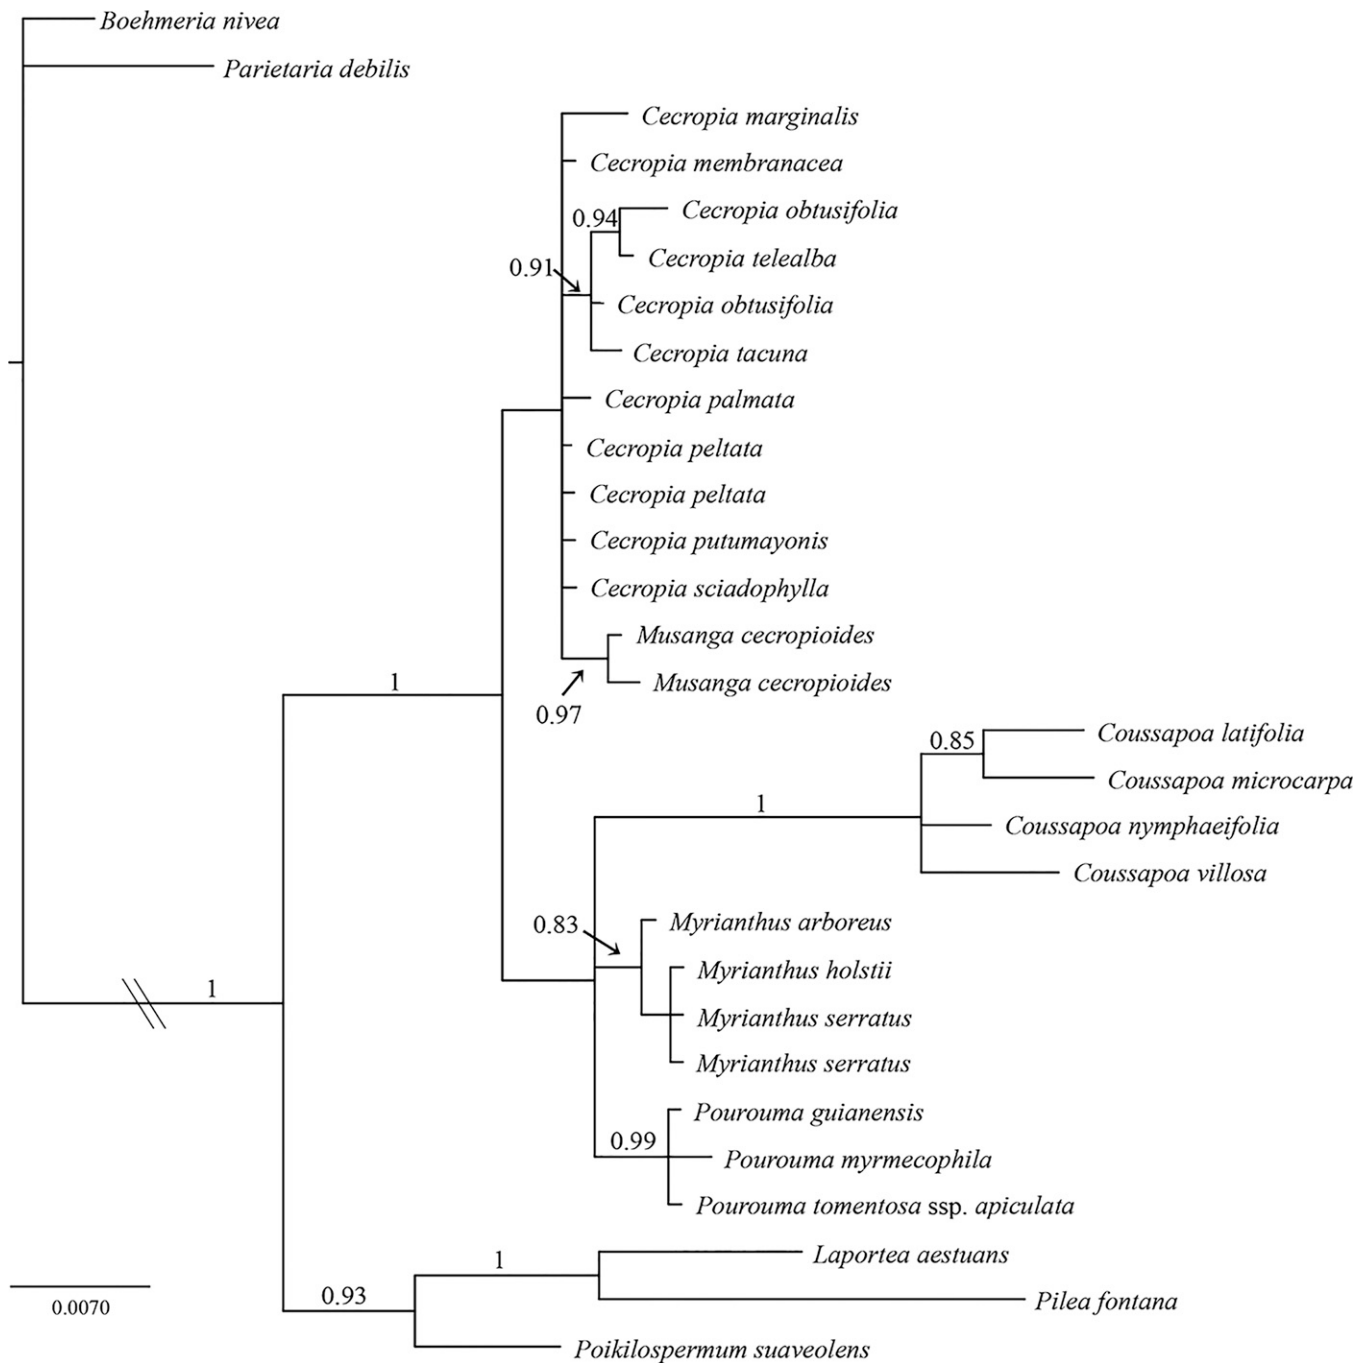 Boehmeria nivea
Parietaria debilis
Cecropia marginalis
Cecropia membranacea
0.94
Cecropia obtusifolia
Cecropia telealba
0.91
Cecropia obtusifolia
Cecropia tacuna
Cecropia palmata
Cecropia peltata
Cecropia peltata
Cecropia putumayonis
Cecropia sciadophylla
Musanga cecropioides
1
Musanga cecropioides
0.97
Coussapoa latifolia
0.85
Coussapoa microcarpa
1
Coussapoa nymphaeifolia
Coussapoa villosa
0.83
Myrianthus arboreus
Myrianthus holstii
1
Myrianthus serratus
Myrianthus serratus
Pourouma guianensis
0.99
Pourouma myrmecophila
Pourouma tomentosa ssp. apiculata
1
Laportea aestuans
0.93
Pilea fontana
0.0070
Poikilospermum suaveolens